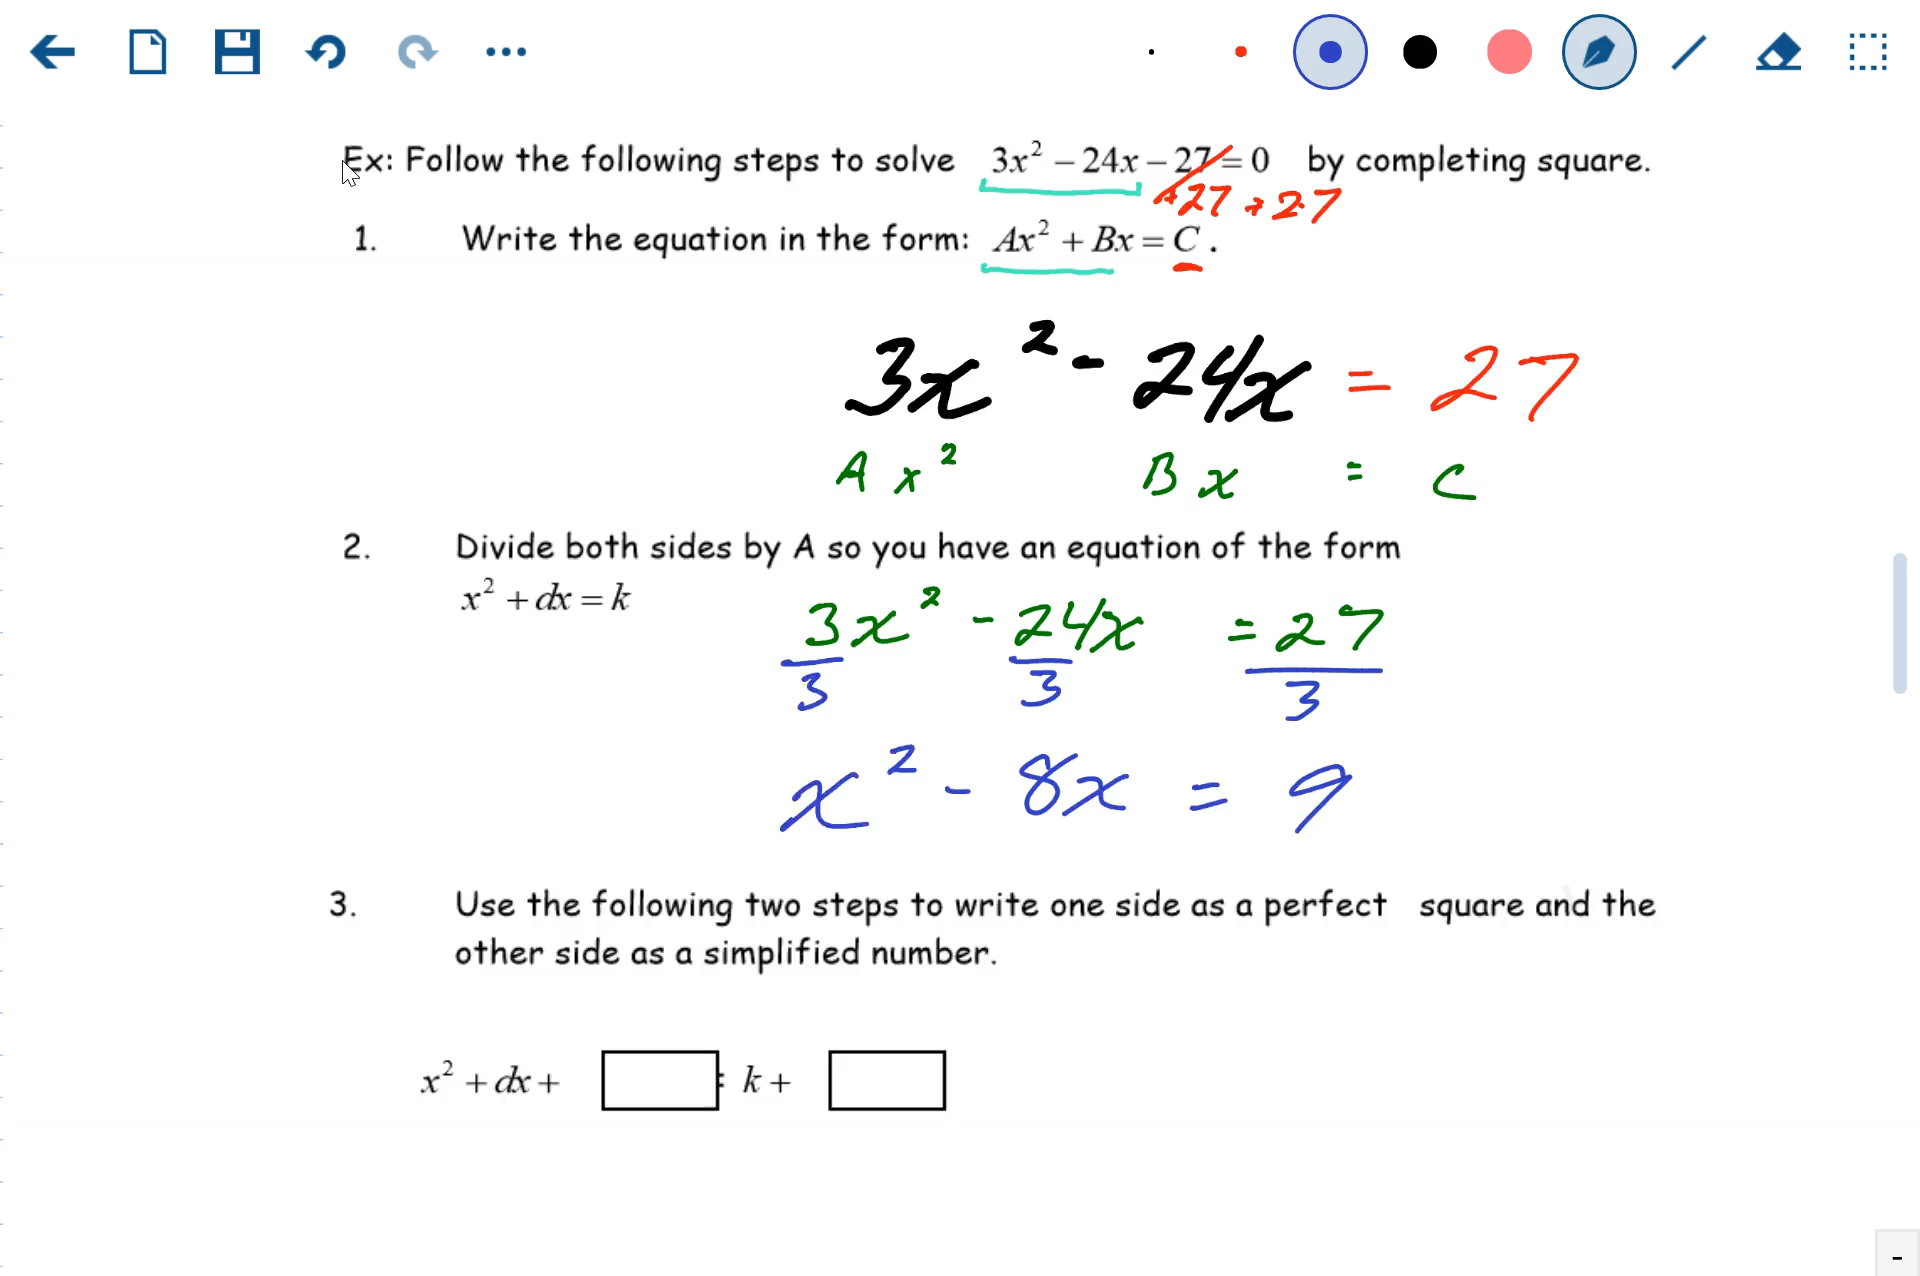 Ex: Follow the following steps to solve 3x² – 24x – 27 = 0 by completing square.
+27 +27
1. Write the equation in the form: Ax² + Bx = C.
3x² - 24x = 27
Ax² Bx = C
2. Divide both sides by A so you have an equation of the form
x² + dx = k
3x² - 24x = 27
3 3 3
x² - 8x = 9
3. Use the following two steps to write one side as a perfect square and the
other side as a simplified number.
x² + dx + = k +